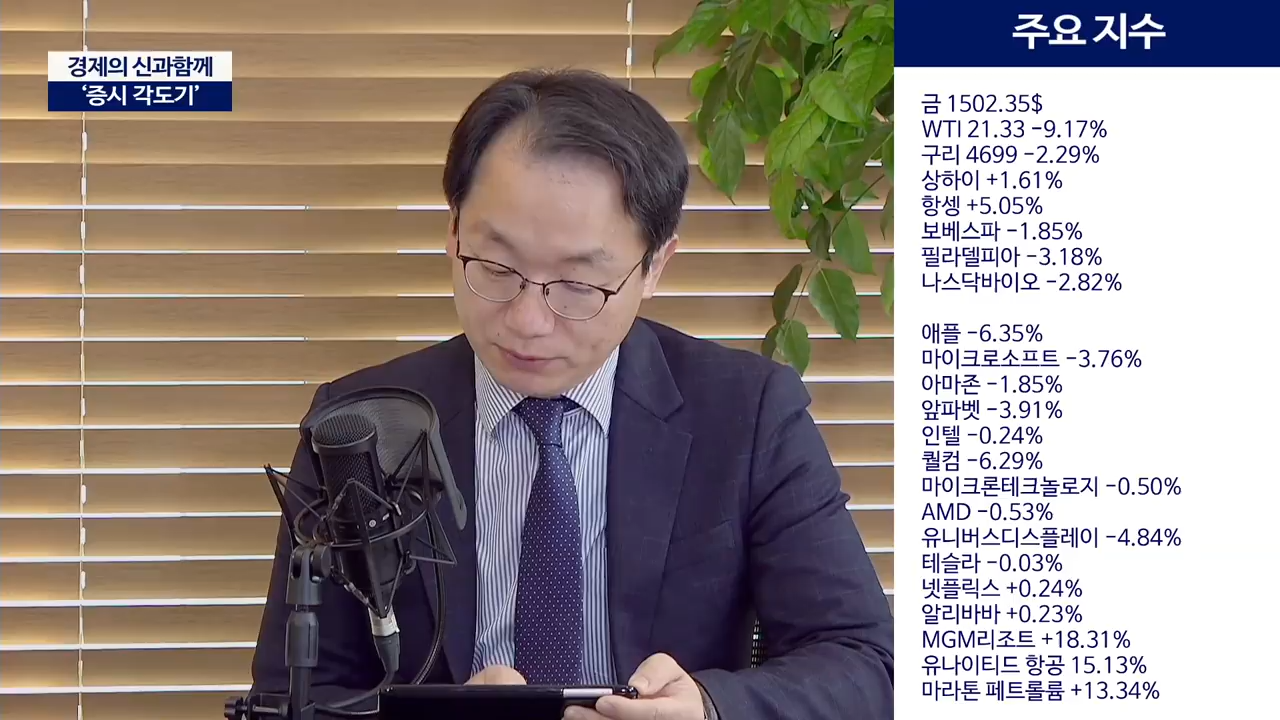 경제의 신과함께
‘증시 각도기’
주요 지수
금 1502.35$
WTI 21.33 -9.17%
구리 4699 -2.29%
상하이 +1.61%
항셍 +5.05%
보베스파 -1.85%
필라델피아 -3.18%
나스닥바이오 -2.82%
애플 -6.35%
마이크로소프트 -3.76%
아마존 -1.85%
앞파벳 -3.91%
인텔 -0.24%
퀄컴 -6.29%
마이크론테크놀로지 -0.50%
AMD -0.53%
유니버스디스플레이 -4.84%
테슬라 -0.03%
넷플릭스 +0.24%
알리바바 +0.23%
MGM리조트 +18.31%
유나이티드 항공 15.13%
마라톤 페트롤륨 +13.34%